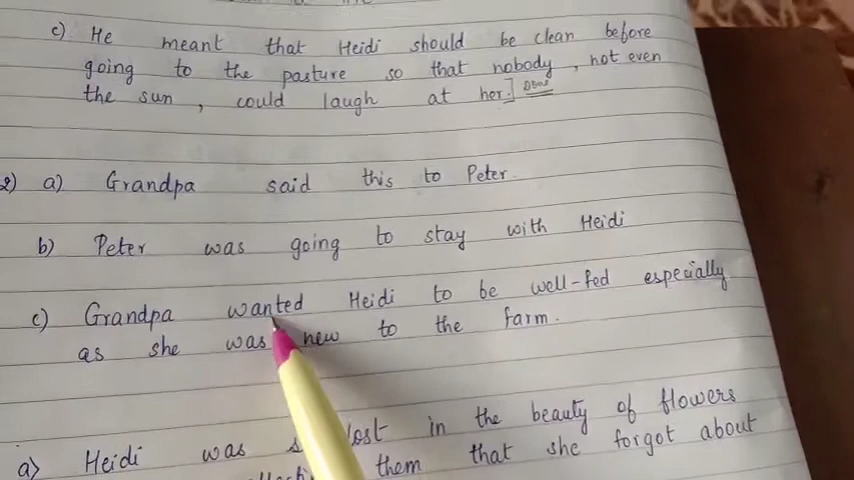 c) He meant that Heidi should be clean before
going to the pasture so that nobody, not even
the sun, could laugh at her.]
2) a) Grandpa said this to Peter.
b) Peter was going to stay with Heidi
c) Grandpa wanted Heidi to be well-fed especially
as she was new to the farm.
a) Heidi was lost in the beauty of flowers
them that she forgot about